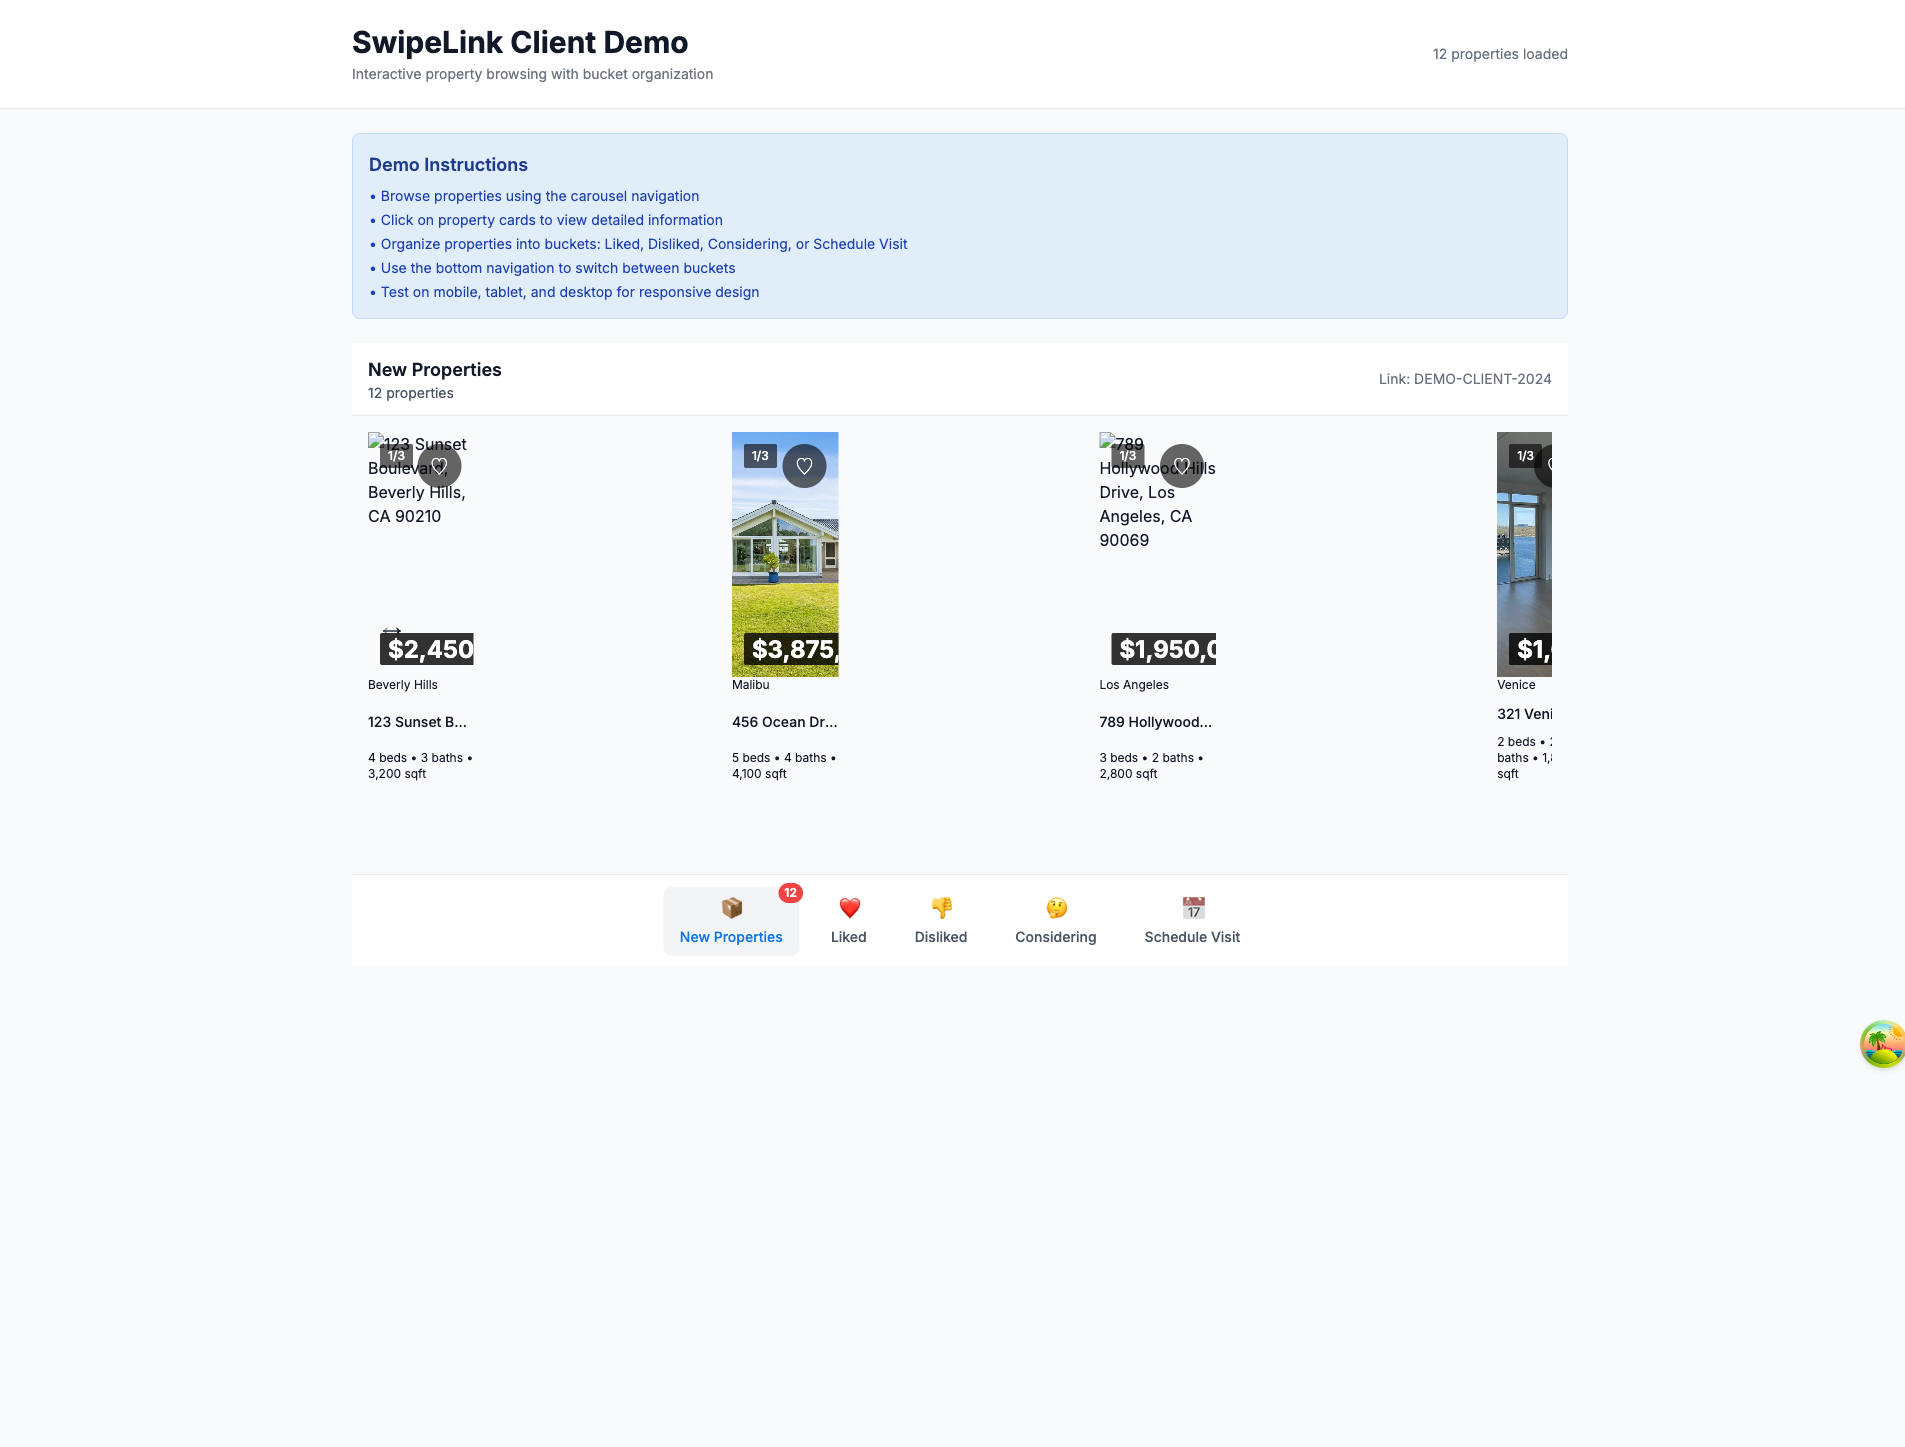 SwipeLink Client Demo
Interactive property browsing with bucket organization
12 properties loaded
Demo Instructions
• Browse properties using the carousel navigation
• Click on property cards to view detailed information
• Organize properties into buckets: Liked, Disliked, Considering, or Schedule Visit
• Use the bottom navigation to switch between buckets
• Test on mobile, tablet, and desktop for responsive design
New Properties
12 properties
Link: DEMO-CLIENT-2024
123 Sunset
Boulevard,
Beverly Hills,
CA 90210
1/3
$2,450
Beverly Hills
123 Sunset B...
4 beds • 3 baths •
3,200 sqft
1/3
$3,875,
Malibu
456 Ocean Dr...
5 beds • 4 baths •
4,100 sqft
789
Hollywood Hills
Drive, Los
Angeles, CA
90069
1/3
$1,950,0
Los Angeles
789 Hollywood...
3 beds • 2 baths •
2,800 sqft
1/3
$1,
Venice
321 Veni
2 beds •
baths • 1,
sqft
12
New Properties
Liked
Disliked
Considering
17
Schedule Visit